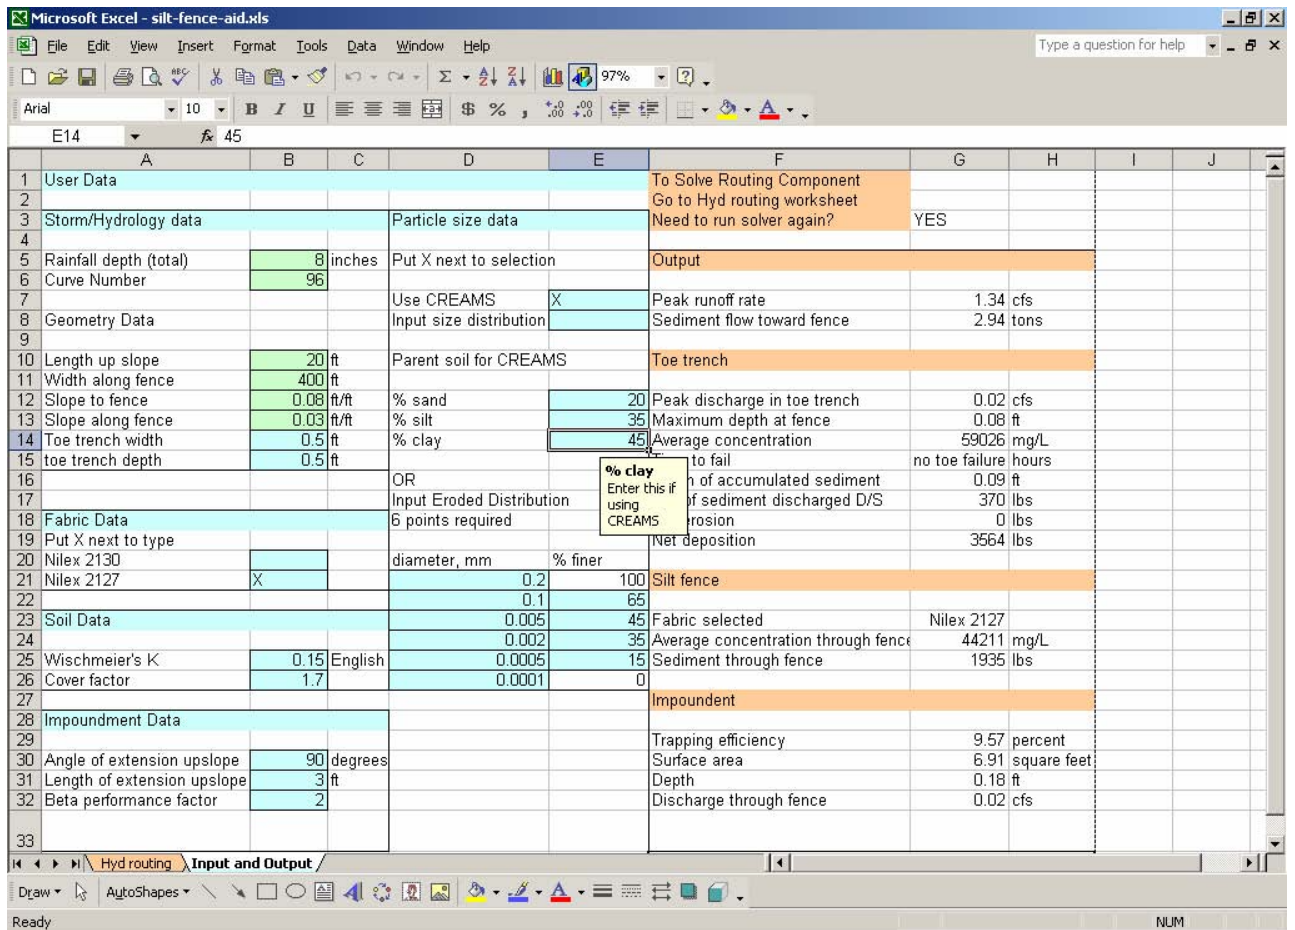 Microsoft Excel - silt-fence-aid.xls
File Edit View Insert Format Tools Data Window Help Type a question for help
97%
Arial 10 B I U $ % ,
E14 fx 45
A B C D E F G H I J
1 User Data To Solve Routing Component
2 Go to Hyd routing worksheet
3 Storm/Hydrology data Particle size data Need to run solver again? YES
4
5 Rainfall depth (total) 8 inches Put X next to selection Output
6 Curve Number 96
7 Use CREAMS X Peak runoff rate 1.34 cfs
8 Geometry Data Input size distribution Sediment flow toward fence 2.94 tons
9
10 Length up slope 20 ft Parent soil for CREAMS Toe trench
11 Width along fence 400 ft
12 Slope to fence 0.08 ft/ft % sand 20 Peak discharge in toe trench 0.02 cfs
13 Slope along fence 0.03 ft/ft % silt 35 Maximum depth at fence 0.08 ft
14 Toe trench width 0.5 ft % clay 45 Average concentration 59026 mg/L
15 toe trench depth 0.5 ft to fail no toe failure hours
% clay
Enter this if
using
CREAMS
16 OR of accumulated sediment 0.09 ft
17 Input Eroded Distribution of sediment discharged D/S 370 lbs
18 Fabric Data 6 points required erosion 0 lbs
19 Put X next to type Net deposition 3564 lbs
20 Nilex 2130 diameter, mm % finer
21 Nilex 2127 X 0.2 100 Silt fence
22 0.1 65
23 Soil Data 0.005 45 Fabric selected Nilex 2127
24 0.002 35 Average concentration through fence 44211 mg/L
25 Wischmeier's K 0.15 English 0.0005 15 Sediment through fence 1935 lbs
26 Cover factor 1.7 0.0001 0
27 Impoundent
28 Impoundment Data
29 Trapping efficiency 9.57 percent
30 Angle of extension upslope 90 degrees Surface area 6.91 square feet
31 Length of extension upslope 3 ft Depth 0.18 ft
32 Beta performance factor 2 Discharge through fence 0.02 cfs
33
Hyd routing Input and Output
Draw AutoShapes
Ready NUM